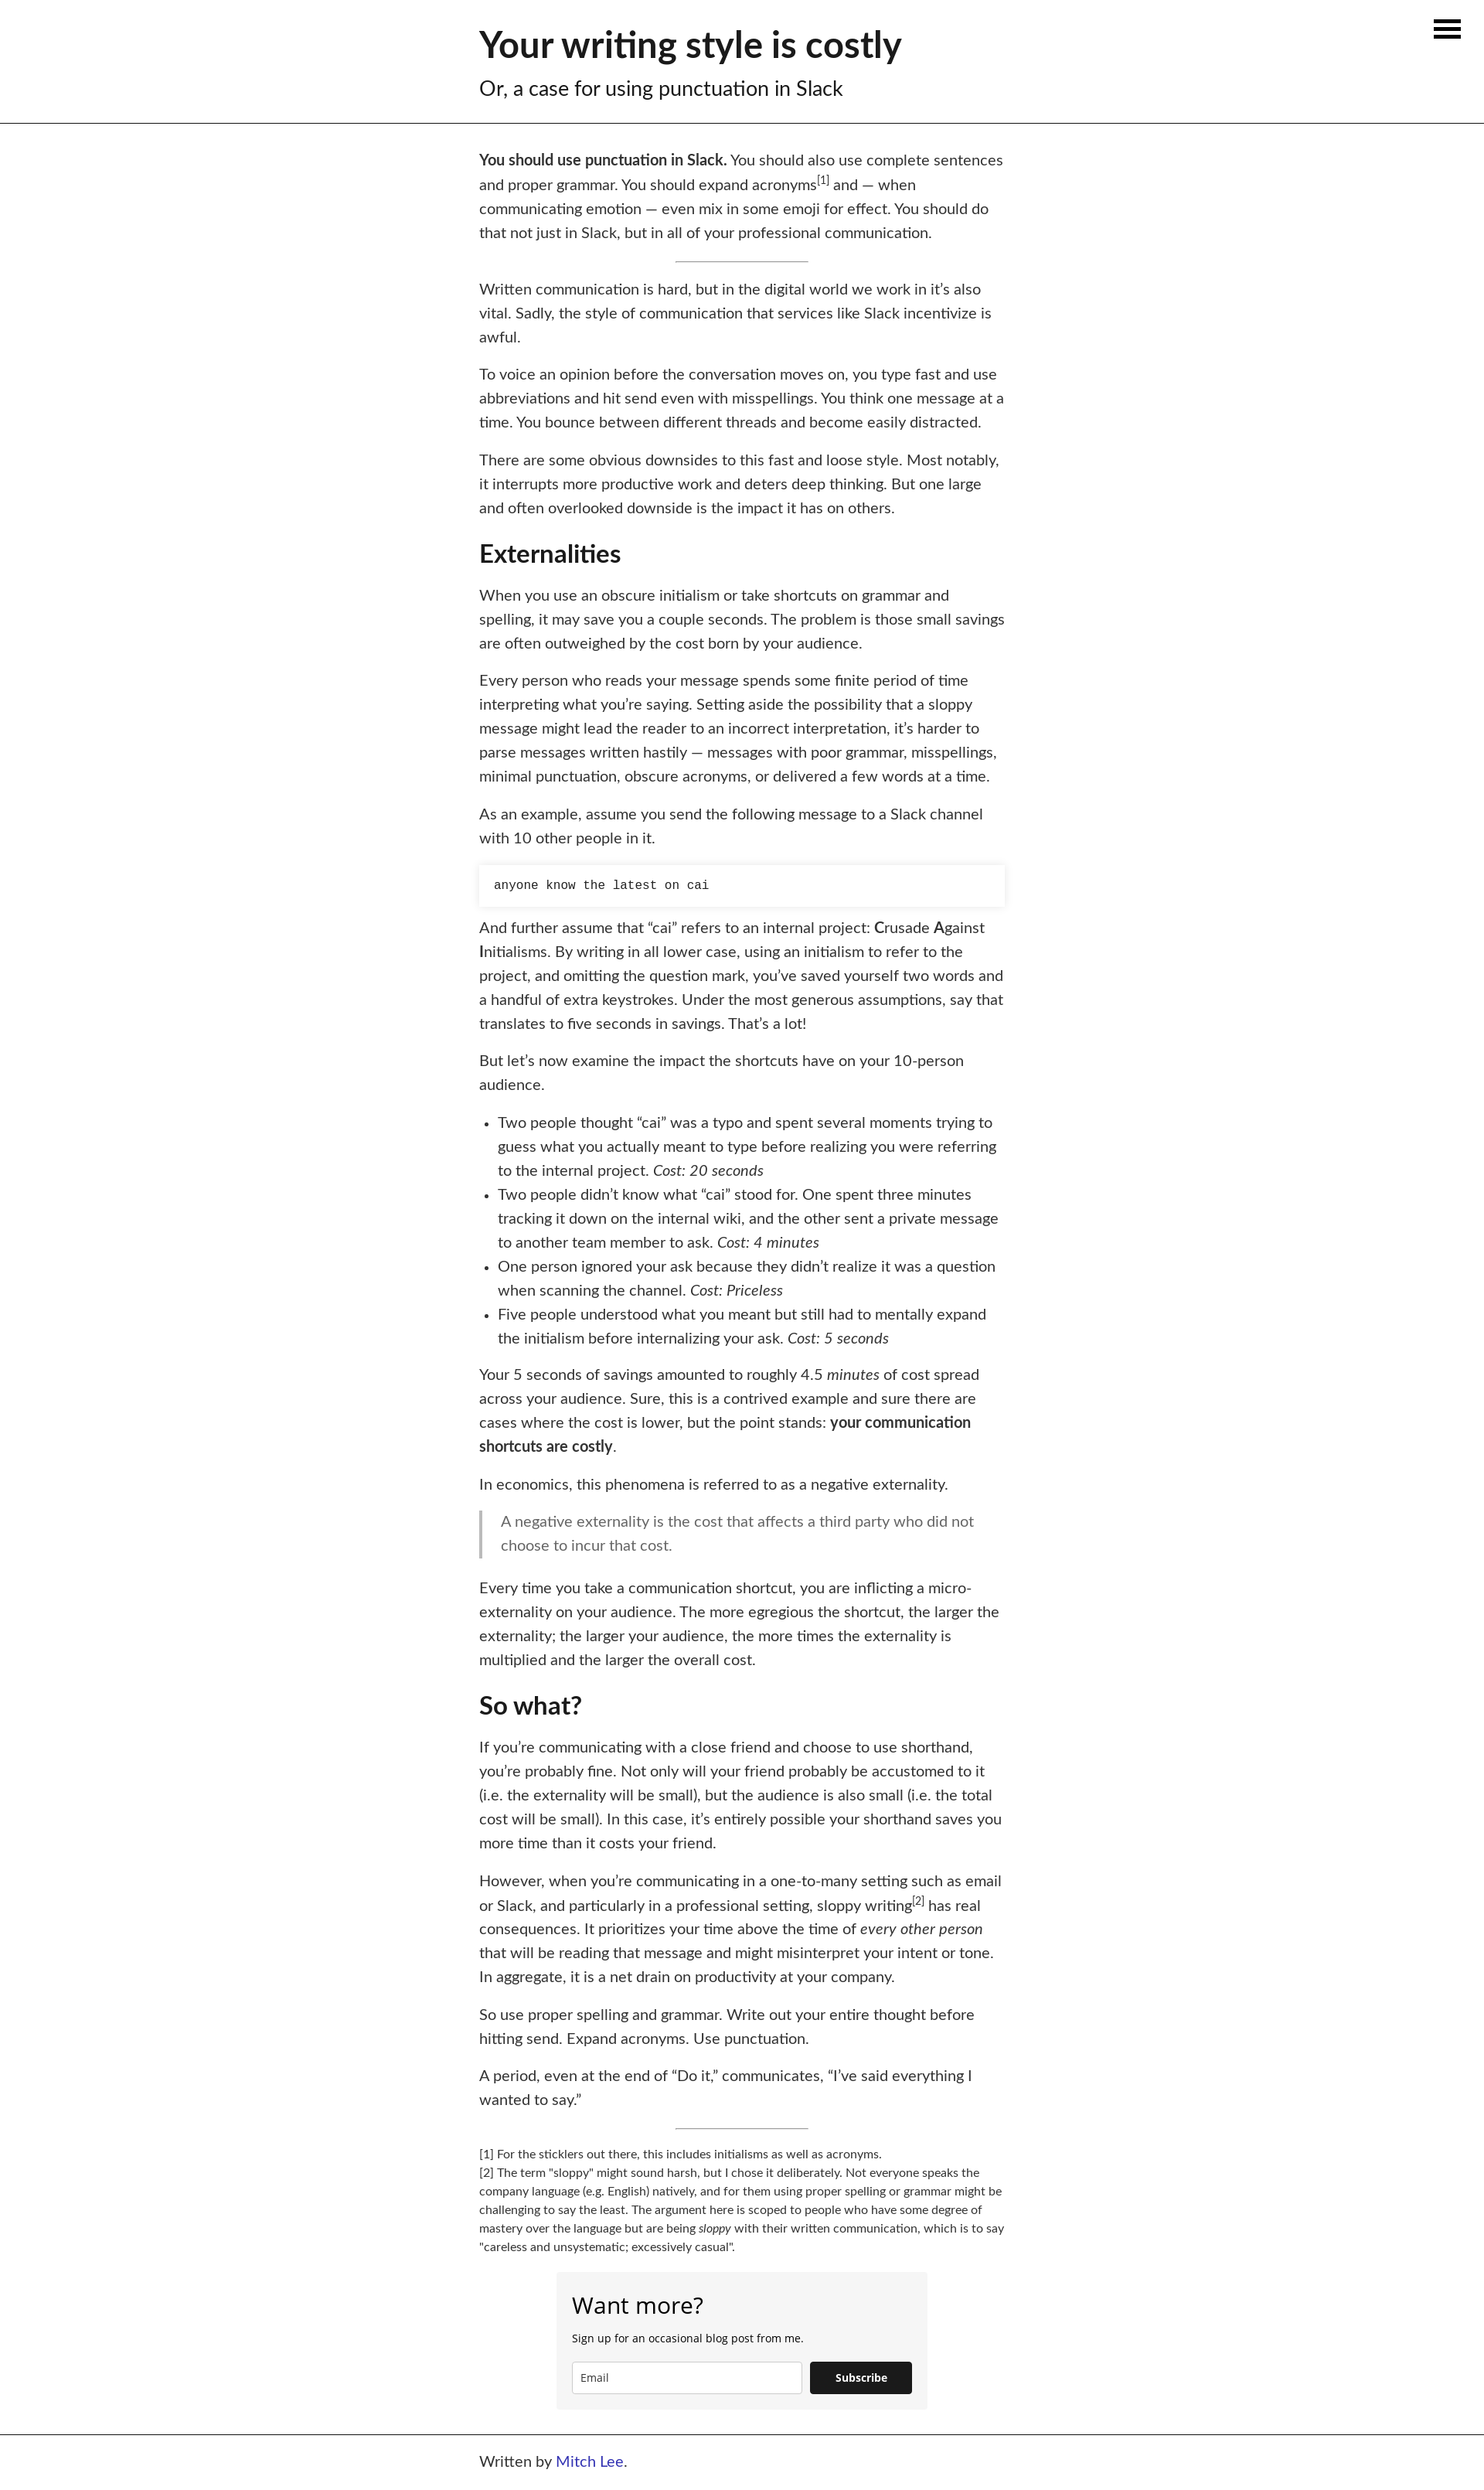 Your writing style is costly
Or, a case for using punctuation in Slack
You should use punctuation in Slack. You should also use complete sentences
and proper grammar. You should expand acronyms[1] and — when
communicating emotion — even mix in some emoji for effect. You should do
that not just in Slack, but in all of your professional communication.
Written communication is hard, but in the digital world we work in it’s also
vital. Sadly, the style of communication that services like Slack incentivize is
awful.
To voice an opinion before the conversation moves on, you type fast and use
abbreviations and hit send even with misspellings. You think one message at a
time. You bounce between different threads and become easily distracted.
There are some obvious downsides to this fast and loose style. Most notably,
it interrupts more productive work and deters deep thinking. But one large
and often overlooked downside is the impact it has on others.
Externalities
When you use an obscure initialism or take shortcuts on grammar and
spelling, it may save you a couple seconds. The problem is those small savings
are often outweighed by the cost born by your audience.
Every person who reads your message spends some finite period of time
interpreting what you’re saying. Setting aside the possibility that a sloppy
message might lead the reader to an incorrect interpretation, it’s harder to
parse messages written hastily — messages with poor grammar, misspellings,
minimal punctuation, obscure acronyms, or delivered a few words at a time.
As an example, assume you send the following message to a Slack channel
with 10 other people in it.
anyone know the latest on cai
And further assume that “cai” refers to an internal project: Crusade Against
Initialisms. By writing in all lower case, using an initialism to refer to the
project, and omitting the question mark, you’ve saved yourself two words and
a handful of extra keystrokes. Under the most generous assumptions, say that
translates to five seconds in savings. That’s a lot!
But let’s now examine the impact the shortcuts have on your 10-person
audience.
• Two people thought “cai” was a typo and spent several moments trying to
guess what you actually meant to type before realizing you were referring
to the internal project. Cost: 20 seconds
• Two people didn’t know what “cai” stood for. One spent three minutes
tracking it down on the internal wiki, and the other sent a private message
to another team member to ask. Cost: 4 minutes
• One person ignored your ask because they didn’t realize it was a question
when scanning the channel. Cost: Priceless
• Five people understood what you meant but still had to mentally expand
the initialism before internalizing your ask. Cost: 5 seconds
Your 5 seconds of savings amounted to roughly 4.5 minutes of cost spread
across your audience. Sure, this is a contrived example and sure there are
cases where the cost is lower, but the point stands: your communication
shortcuts are costly.
In economics, this phenomena is referred to as a negative externality.
A negative externality is the cost that affects a third party who did not
choose to incur that cost.
Every time you take a communication shortcut, you are inflicting a micro-
externality on your audience. The more egregious the shortcut, the larger the
externality; the larger your audience, the more times the externality is
multiplied and the larger the overall cost.
So what?
If you’re communicating with a close friend and choose to use shorthand,
you’re probably fine. Not only will your friend probably be accustomed to it
(i.e. the externality will be small), but the audience is also small (i.e. the total
cost will be small). In this case, it’s entirely possible your shorthand saves you
more time than it costs your friend.
However, when you’re communicating in a one-to-many setting such as email
or Slack, and particularly in a professional setting, sloppy writing[2] has real
consequences. It prioritizes your time above the time of every other person
that will be reading that message and might misinterpret your intent or tone.
In aggregate, it is a net drain on productivity at your company.
So use proper spelling and grammar. Write out your entire thought before
hitting send. Expand acronyms. Use punctuation.
A period, even at the end of “Do it,” communicates, “I’ve said everything I
wanted to say.”
[1] For the sticklers out there, this includes initialisms as well as acronyms.
[2] The term "sloppy" might sound harsh, but I chose it deliberately. Not everyone speaks the
company language (e.g. English) natively, and for them using proper spelling or grammar might be
challenging to say the least. The argument here is scoped to people who have some degree of
mastery over the language but are being sloppy with their written communication, which is to say
"careless and unsystematic; excessively casual".
Want more?
Sign up for an occasional blog post from me.
Email
Subscribe
Written by Mitch Lee.